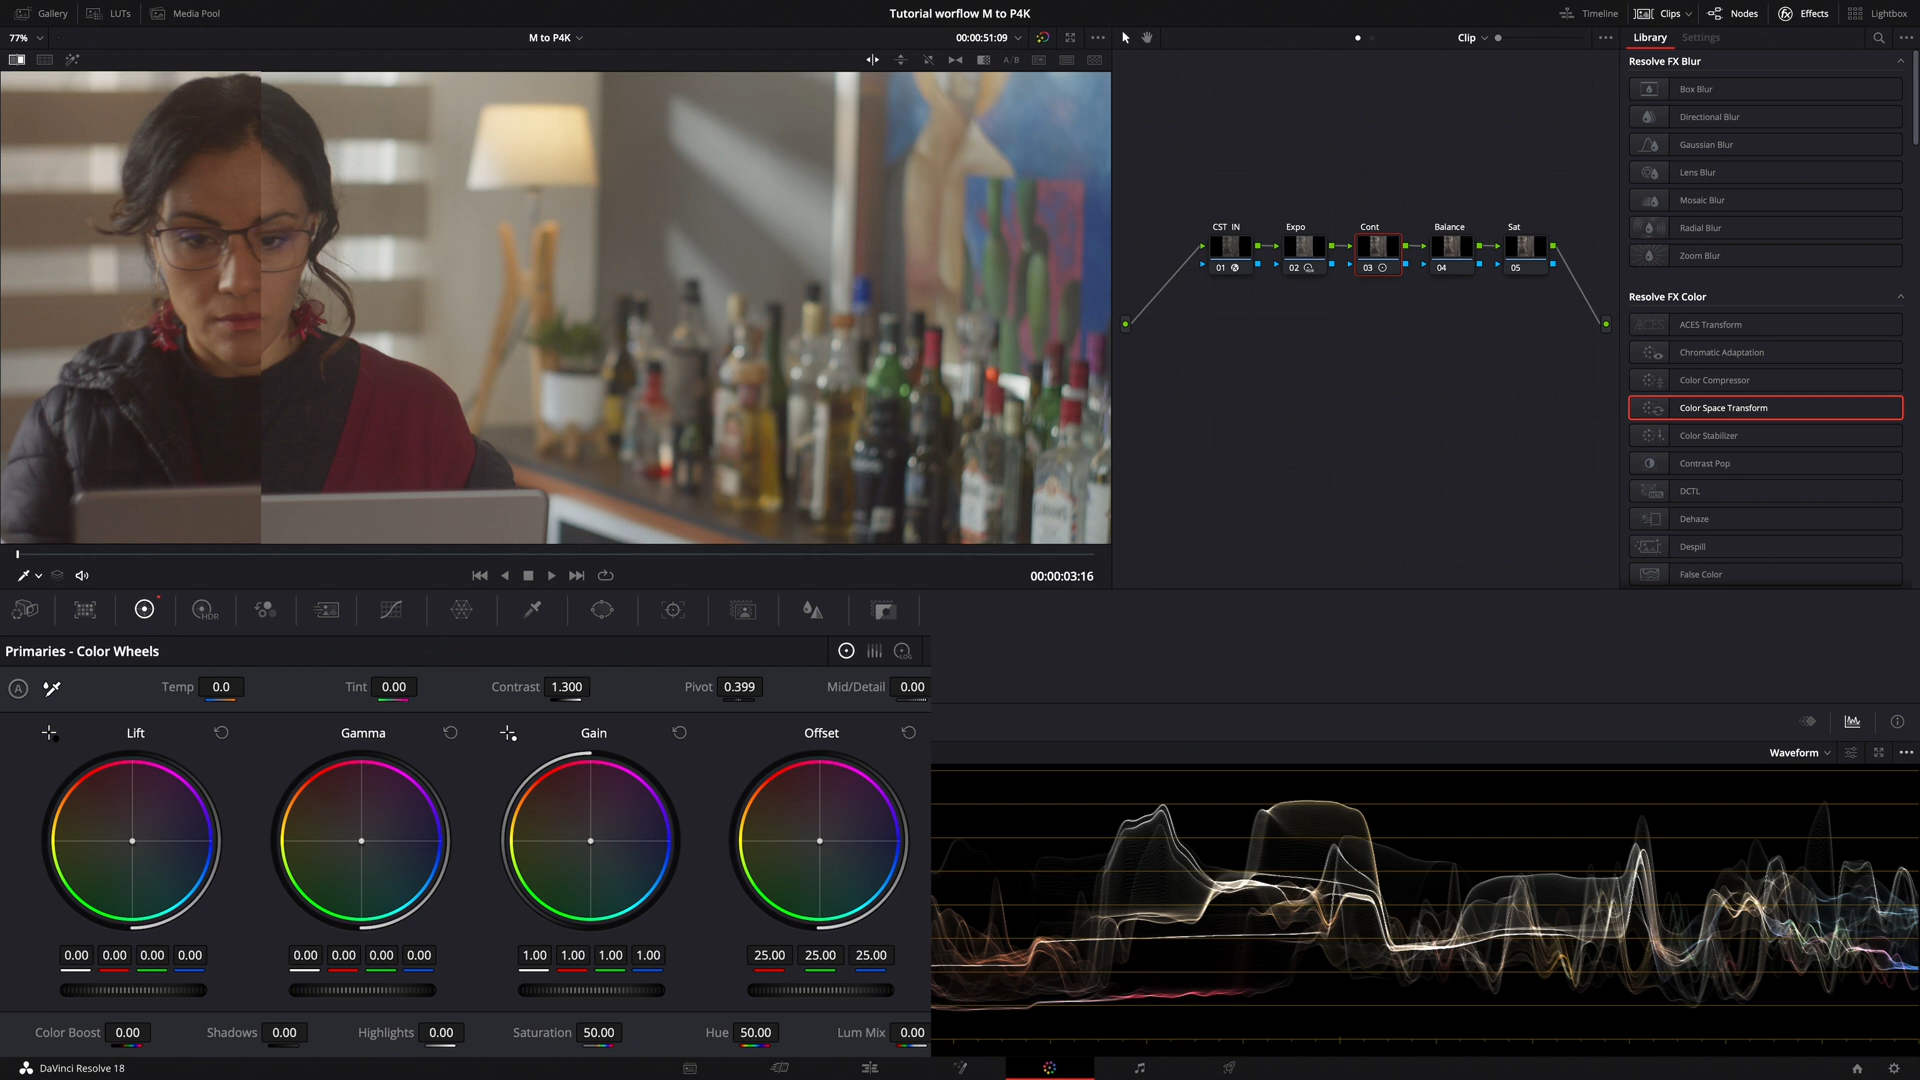 Gallery LUTs Media Pool Tutorial worflow M to P4K Timeline Clips Nodes fx Effects Lightbox
77% M to P4K 00:00:51:09 Clip Library Settings
A/B
Resolve FX Blur
Box Blur
Directional Blur
Gaussian Blur
Lens Blur
Mosaic Blur
Radial Blur
Zoom Blur
CST IN Expo Cont Balance Sat
01 02 03 04 05
Resolve FX Color
ACES ACES Transform
Chromatic Adaptation
Color Compressor
Color Space Transform
Color Stabilizer
Contrast Pop
DCTL
Dehaze
Despill
False Color
00:00:03:16
HDR
Primaries - Color Wheels
LOG
A Temp 0.0 Tint 0.00 Contrast 1.300 Pivot 0.399 Mid/Detail 0.00
Lift Gamma Gain Offset
Waveform
0.00 0.00 0.00 0.00 0.00 0.00 0.00 0.00 1.00 1.00 1.00 1.00 25.00 25.00 25.00
Color Boost 0.00 Shadows 0.00 Highlights 0.00 Saturation 50.00 Hue 50.00 Lum Mix 0.00
DaVinci Resolve 18